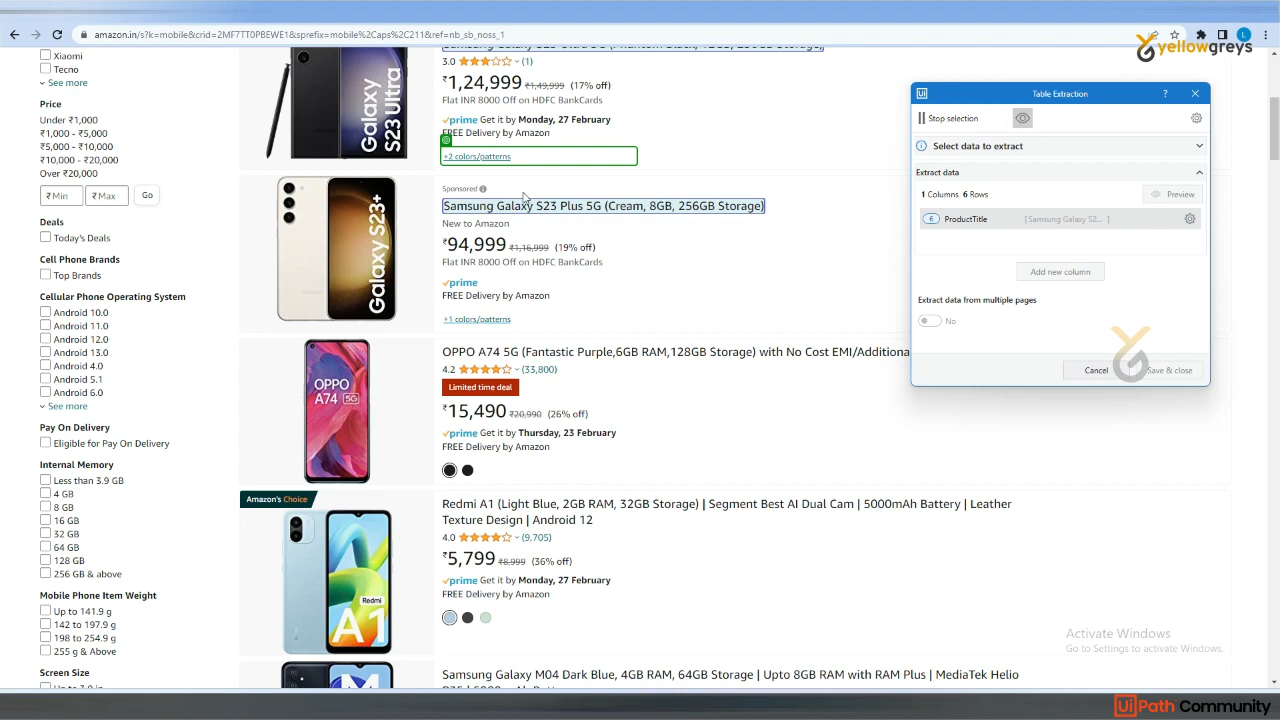 amazon.in/s?k=mobile&crid=2MF7TT0PBEWE1&sprefix=mobile%2Caps%2C211&ref=nb_sb_noss_1
L
yellowgreys
Xiaomi
Tecno
See more
Price
Under ₹1,000
₹1,000 - ₹5,000
₹5,000 - ₹10,000
₹10,000 - ₹20,000
Over ₹20,000
₹ Min
₹ Max
Go
Deals
Today's Deals
Cell Phone Brands
Top Brands
Cellular Phone Operating System
Android 10.0
Android 11.0
Android 12.0
Android 13.0
Android 4.0
Android 5.1
Android 6.0
See more
Pay On Delivery
Eligible for Pay On Delivery
Internal Memory
Less than 3.9 GB
4 GB
8 GB
16 GB
32 GB
64 GB
128 GB
256 GB & above
Mobile Phone Item Weight
Up to 141.9 g
142 to 197.9 g
198 to 254.9 g
255 g & Above
Screen Size
Galaxy S23 Ultra
3.0 (1)
₹1,24,999 ₹1,49,999 (17% off)
Flat INR 8000 Off on HDFC BankCards
prime Get it by Monday, 27 February
FREE Delivery by Amazon
+2 colors/patterns
Galaxy S23+
Sponsored
Samsung Galaxy S23 Plus 5G (Cream, 8GB, 256GB Storage)
New to Amazon
₹94,999 ₹1,16,999 (19% off)
Flat INR 8000 Off on HDFC BankCards
prime
FREE Delivery by Amazon
+1 colors/patterns
OPPO
A74 5G
OPPO A74 5G (Fantastic Purple,6GB RAM,128GB Storage) with No Cost EMI/Additiona
4.2 (33,800)
Limited time deal
₹15,490 ₹20,990 (26% off)
prime Get it by Thursday, 23 February
FREE Delivery by Amazon
Amazon's Choice
Redmi
A1
Redmi A1 (Light Blue, 2GB RAM, 32GB Storage) | Segment Best AI Dual Cam | 5000mAh Battery | Leather
Texture Design | Android 12
4.0 (9,705)
₹5,799 ₹8,999 (36% off)
prime Get it by Monday, 27 February
FREE Delivery by Amazon
Samsung Galaxy M04 Dark Blue, 4GB RAM, 64GB Storage | Upto 8GB RAM with RAM Plus | MediaTek Helio
Ui
Table Extraction
?
Stop selection
Select data to extract
Extract data
1 Columns 6 Rows
Preview
6 ProductTitle [ Samsung Galaxy S2... ]
Add new column
Extract data from multiple pages
No
Cancel
Save & close
Activate Windows
Go to Settings to activate Windows.
UiPath Community